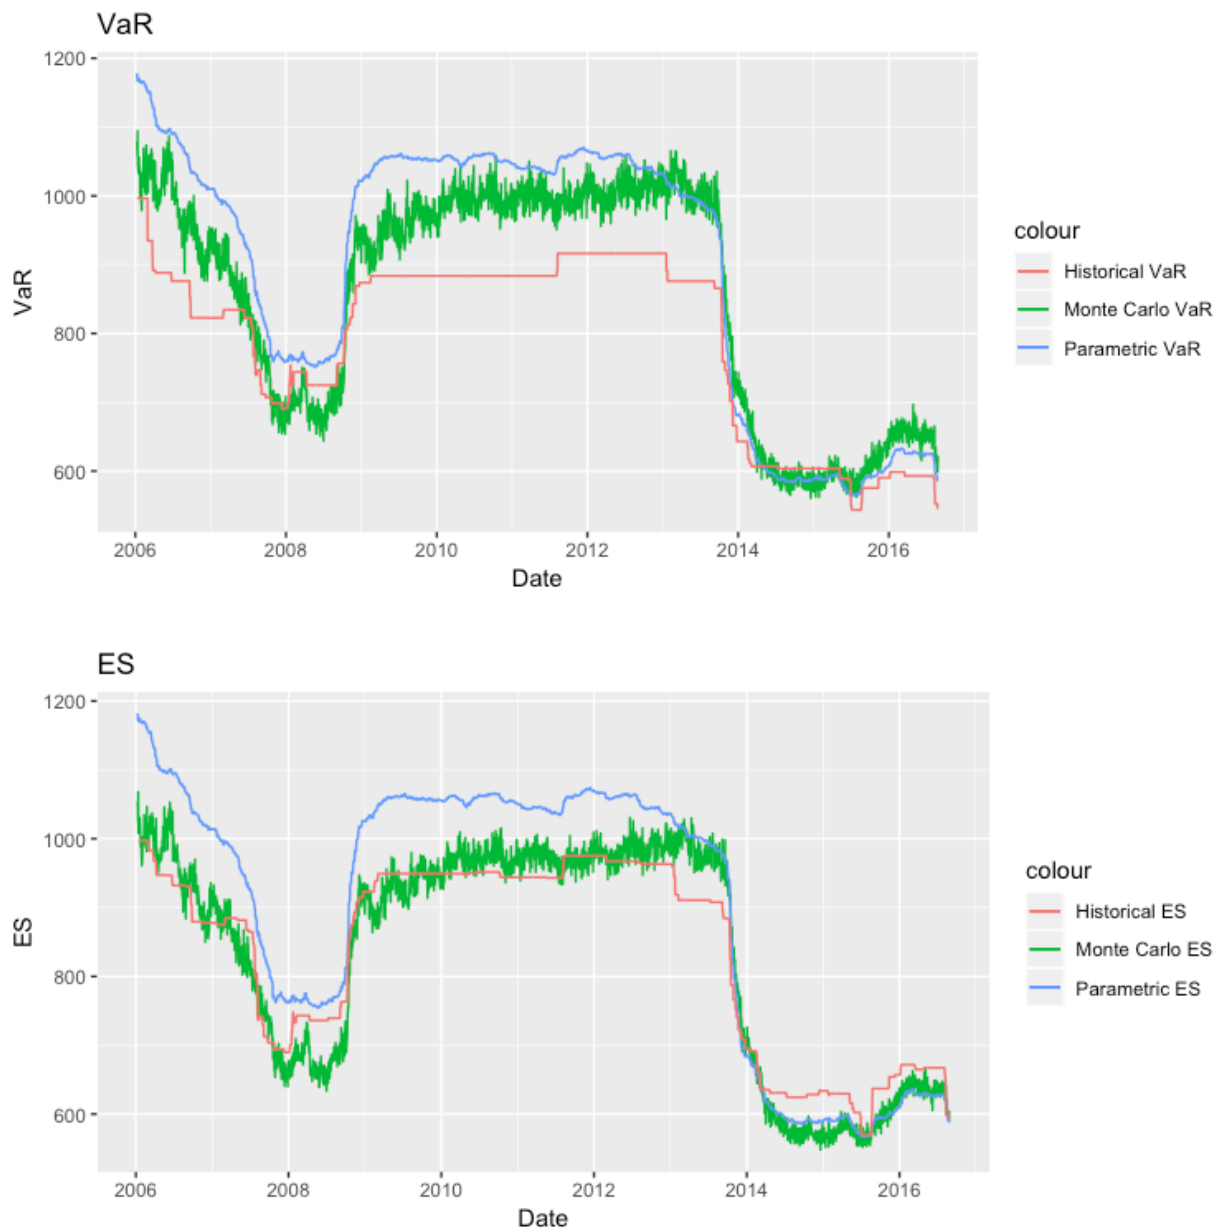 VaR
1200
1000
800
600
VaR
2006 2008 2010 2012 2014 2016
Date
colour
Historical VaR
Monte Carlo VaR
Parametric VaR
ES
1200
1000
800
600
ES
2006 2008 2010 2012 2014 2016
Date
colour
Historical ES
Monte Carlo ES
Parametric ES